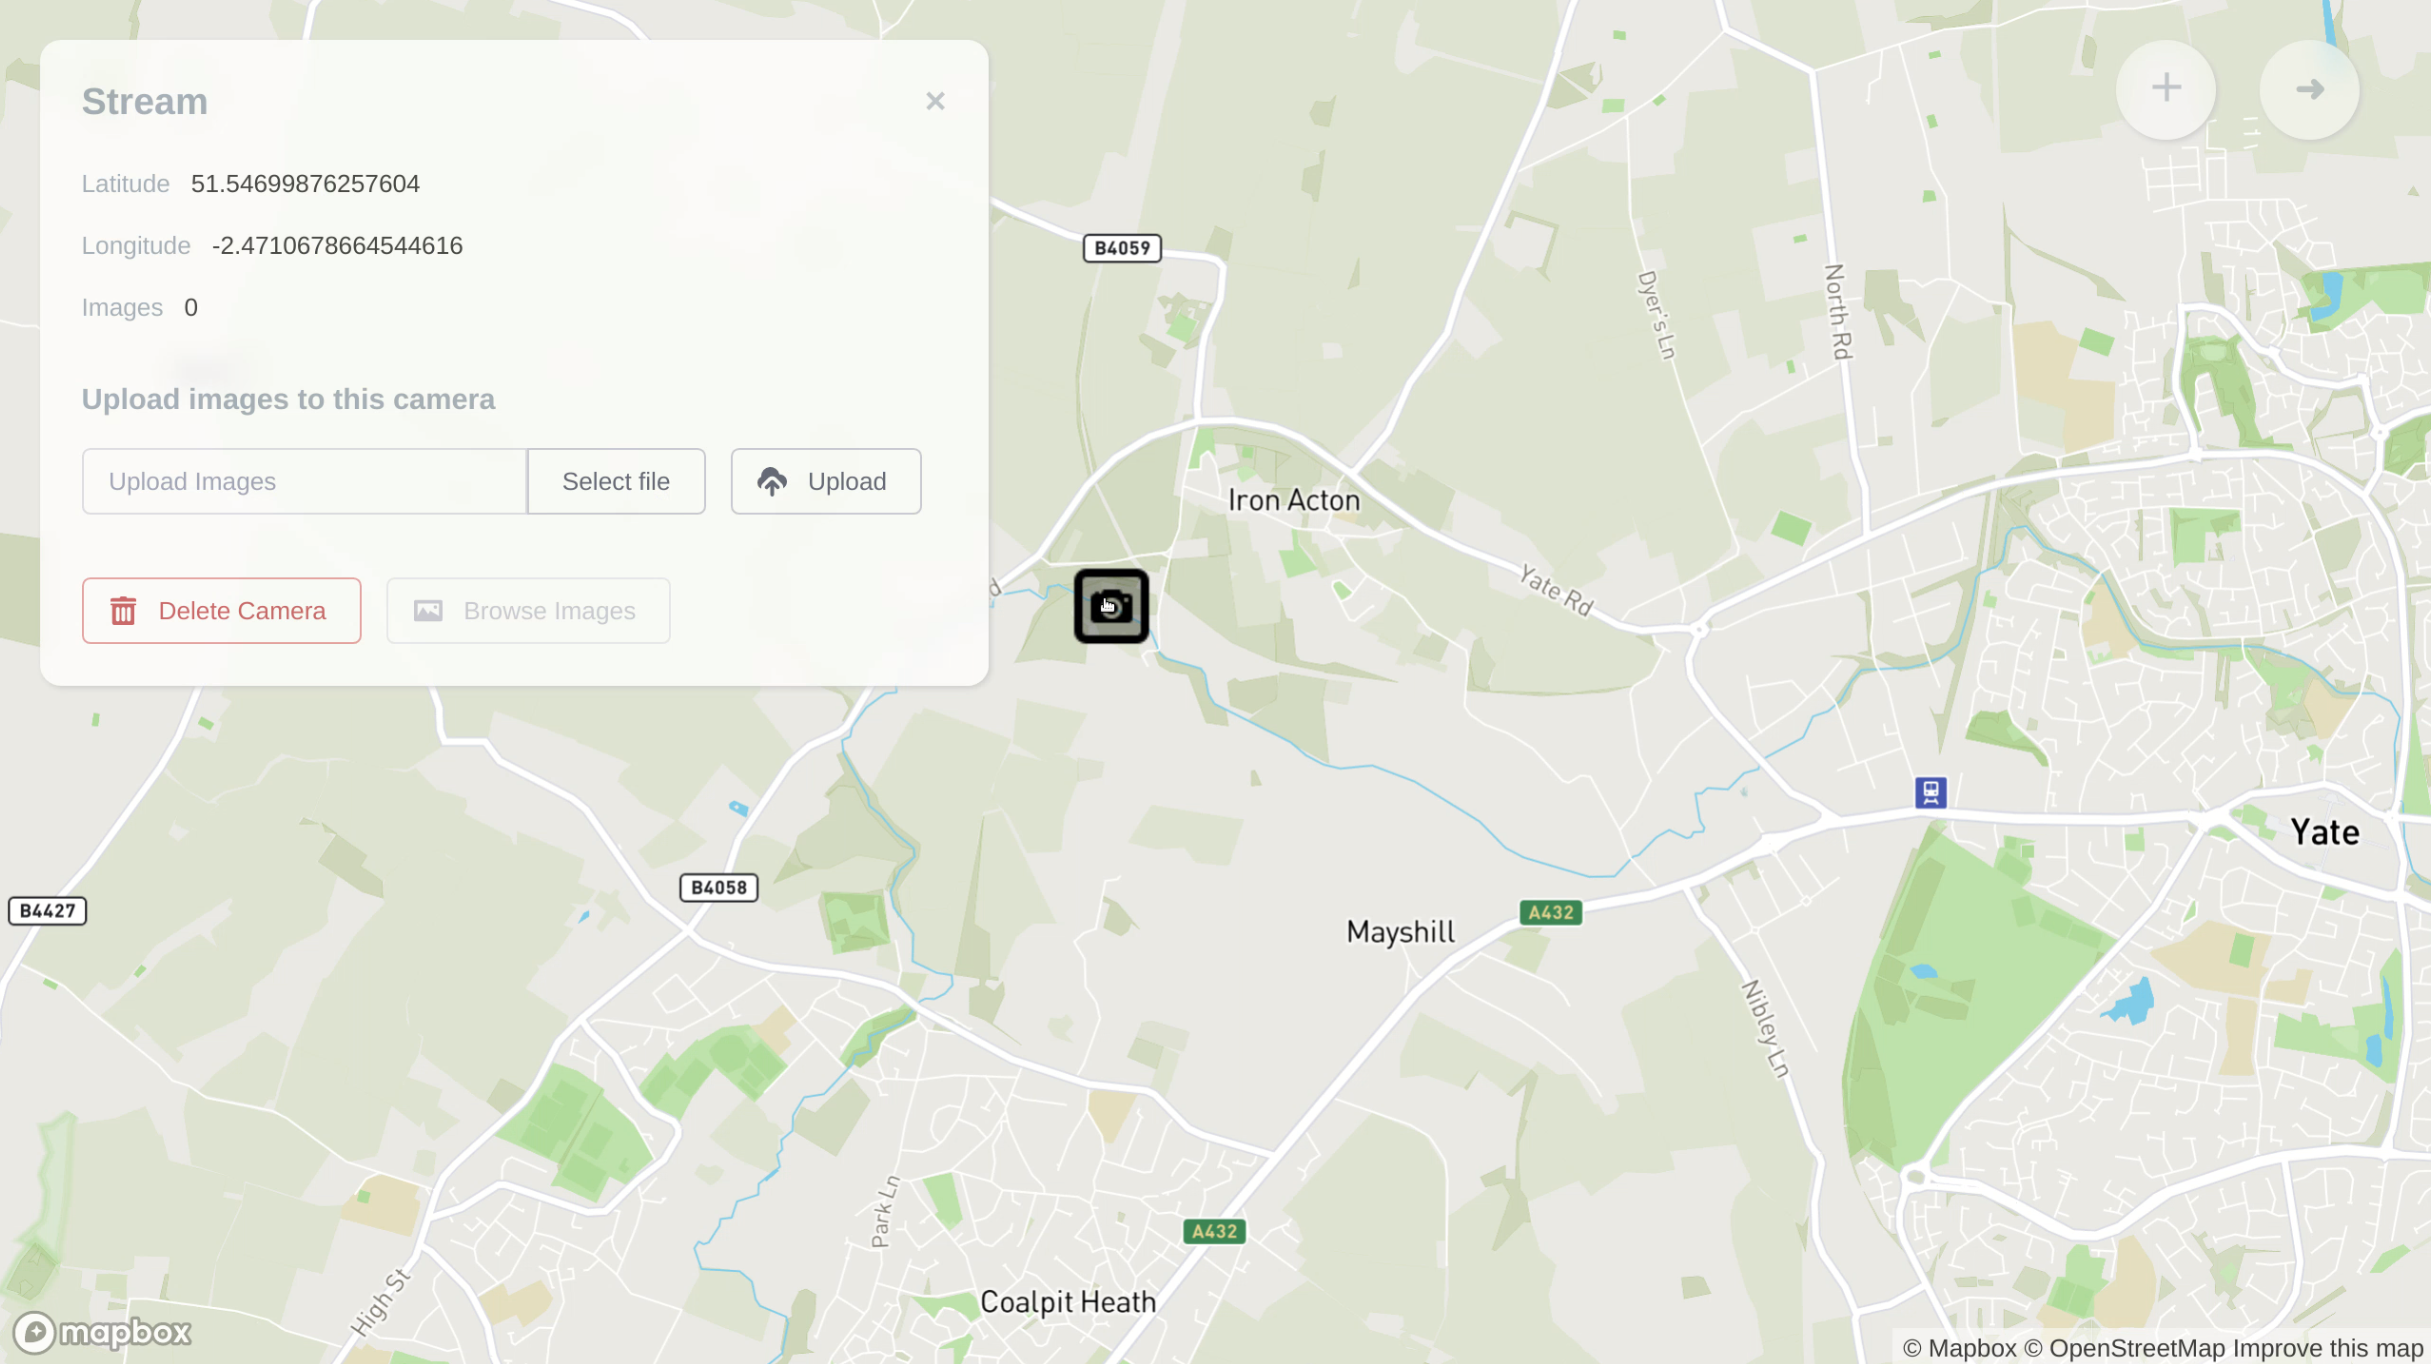 Stream
Latitude 51.54699876257604
Longitude -2.4710678664544616
Images 0
Upload images to this camera
Upload Images
Select file
Upload
Delete Camera
Browse Images
B4059
Dyer's Ln
North Rd
Iron Acton
d
Yate Rd
Yate
B4058
B4427
A432
Mayshill
Nibley Ln
Park Ln
A432
High St
Coalpit Heath
mapbox
© Mapbox © OpenStreetMap Improve this map